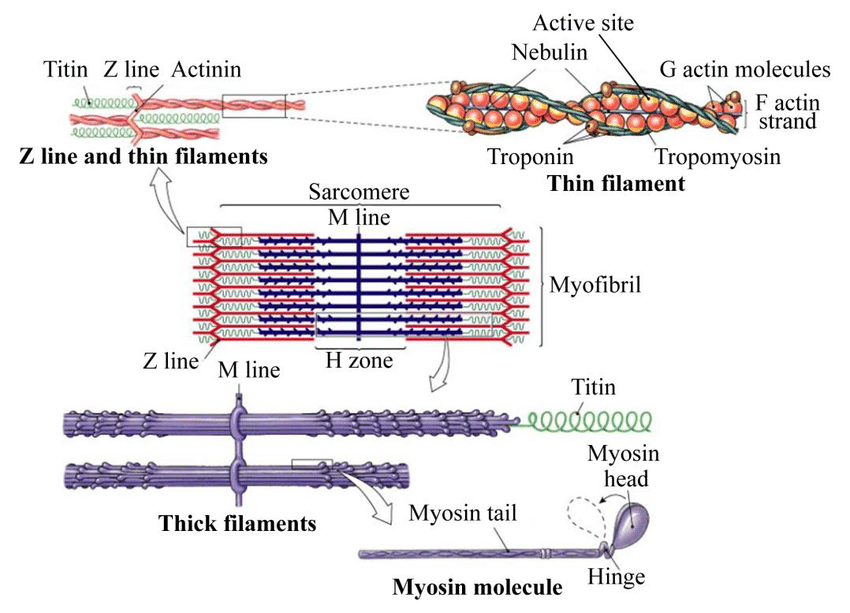 Active site
Nebulin
Titin Z line Actinin
G actin molecules
F actin
strand
Z line and thin filaments
Troponin
Tropomyosin
Thin filament
Sarcomere
M line
Myofibril
Z line
H zone
M line
Titin
Myosin
head
Thick filaments
Myosin tail
Hinge
Myosin molecule